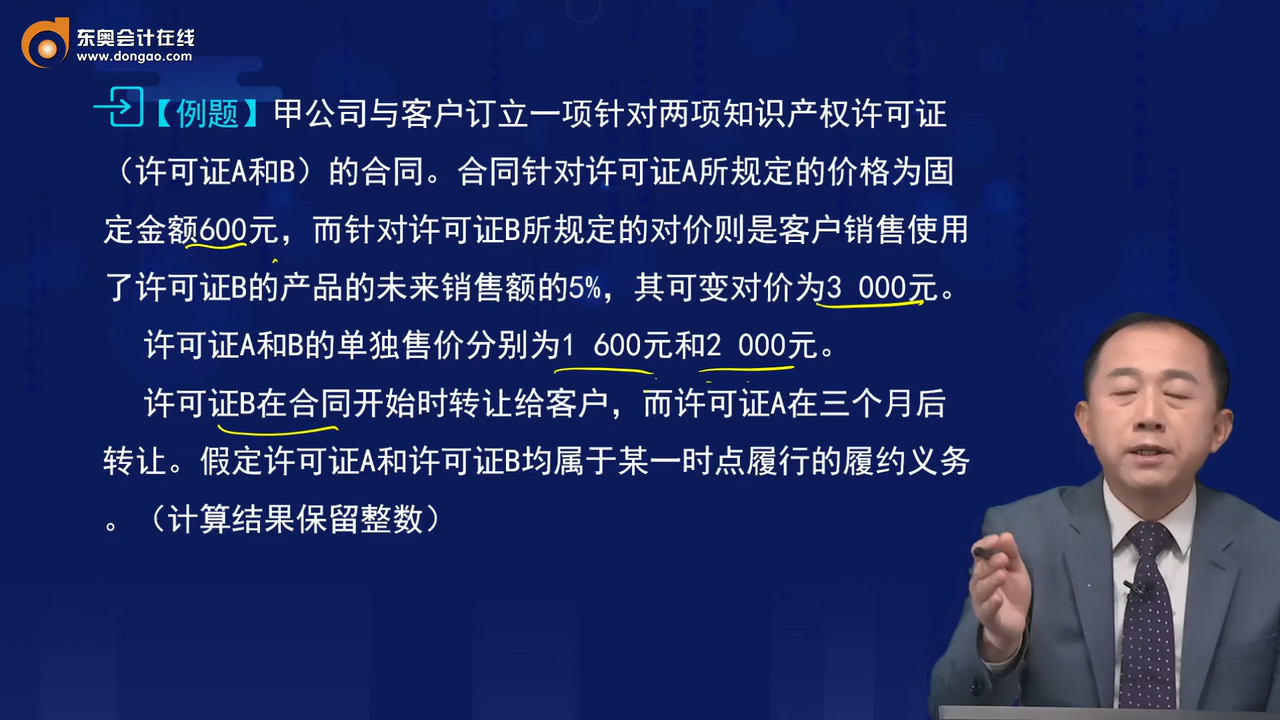 东奥会计在线
www.dongao.com
【例题】甲公司与客户订立一项针对两项知识产权许可证
（许可证A和B）的合同。合同针对许可证A所规定的价格为固
定金额600元，而针对许可证B所规定的对价则是客户销售使用
了许可证B的产品的未来销售额的5%，其可变对价为3 000元。
许可证A和B的单独售价分别为1 600元和2 000元。
许可证B在合同开始时转让给客户，而许可证A在三个月后
转让。假定许可证A和许可证B均属于某一时点履行的履约义务
。（计算结果保留整数）